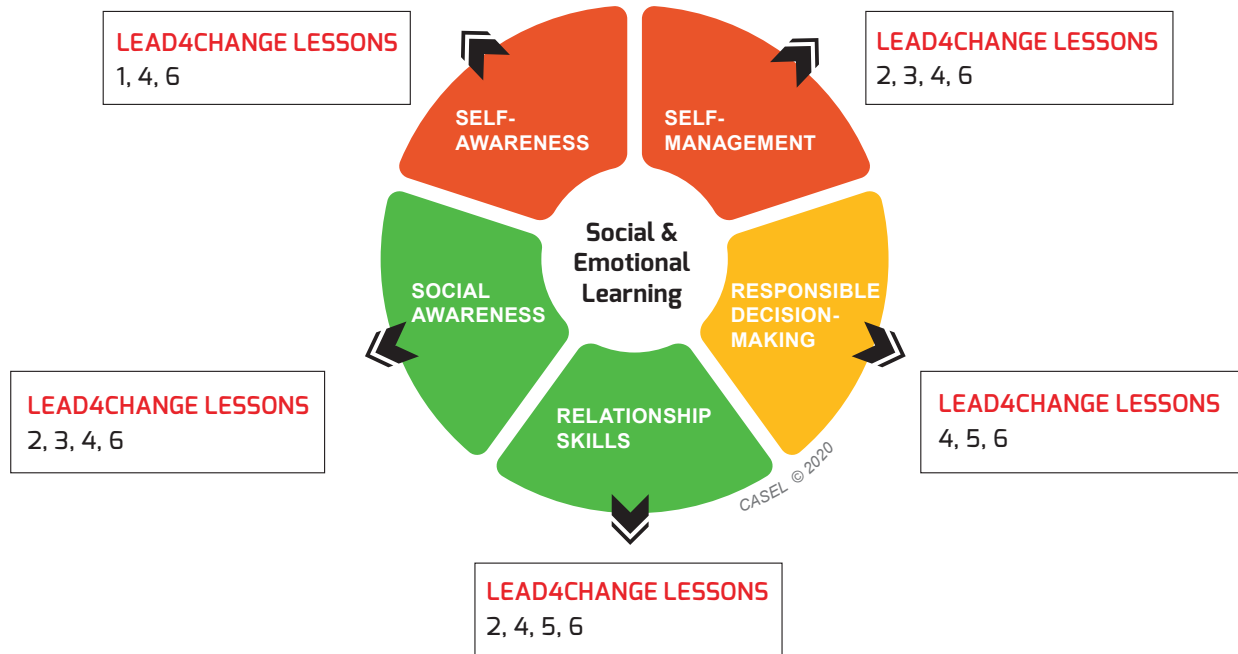 LEAD4CHANGE LESSONS
1, 4, 6
LEAD4CHANGE LESSONS
2, 3, 4, 6
SELF-
AWARENESS
SELF-
MANAGEMENT
Social &
Emotional
Learning
SOCIAL
AWARENESS
RESPONSIBLE
DECISION-
MAKING
LEAD4CHANGE LESSONS
2, 3, 4, 6
LEAD4CHANGE LESSONS
4, 5, 6
RELATIONSHIP
SKILLS
CASEL © 2020
LEAD4CHANGE LESSONS
2, 4, 5, 6